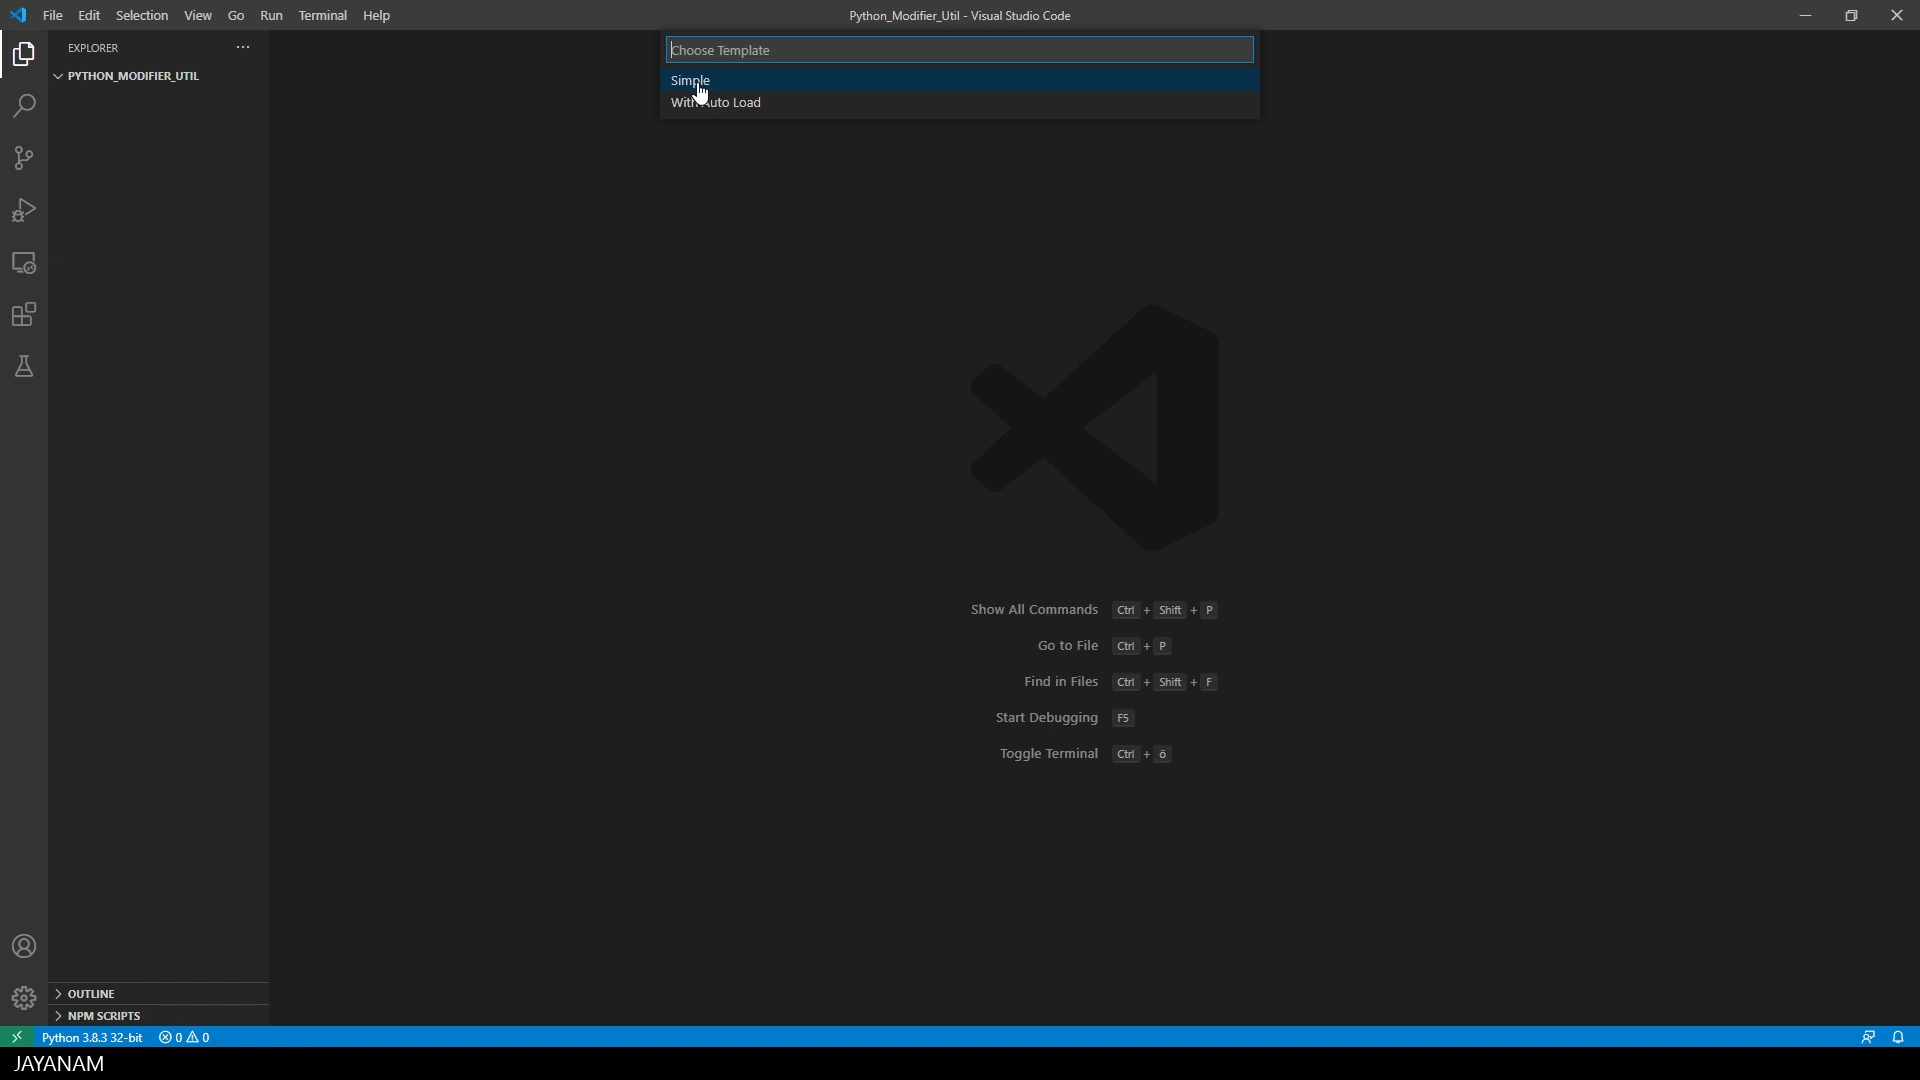 File Edit Selection View Go Run Terminal Help
Python_Modifier_Util - Visual Studio Code
EXPLORER
PYTHON_MODIFIER_UTIL
Choose Template
Simple
With Auto Load
Show All Commands Ctrl + Shift + P
Go to File Ctrl + P
Find in Files Ctrl + Shift + F
Start Debugging F5
Toggle Terminal Ctrl + ö
OUTLINE
NPM SCRIPTS
Python 3.8.3 32-bit 0 0
JAYANAM